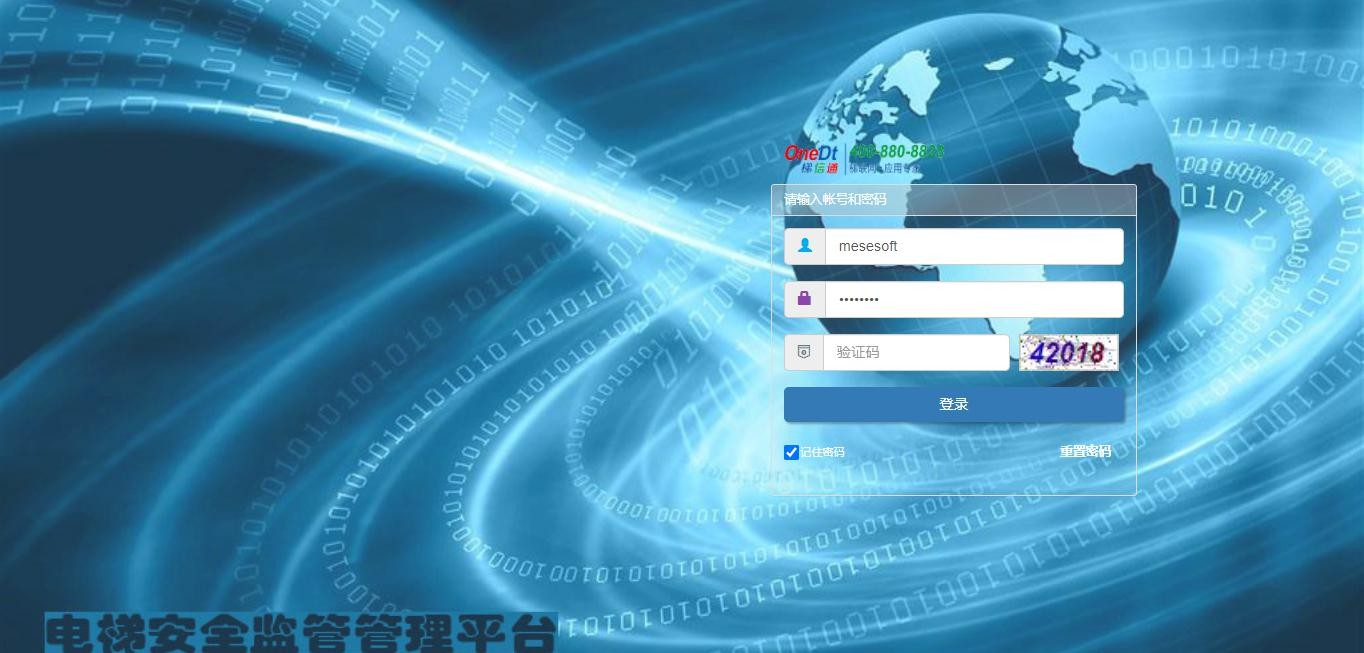 OneDt 400-880-8828
梯信通 梯联网+应用专家
请输入帐号和密码
mesesoft
••••••••
验证码
42018
登录
记住密码 重置密码
电梯安全监管管理平台